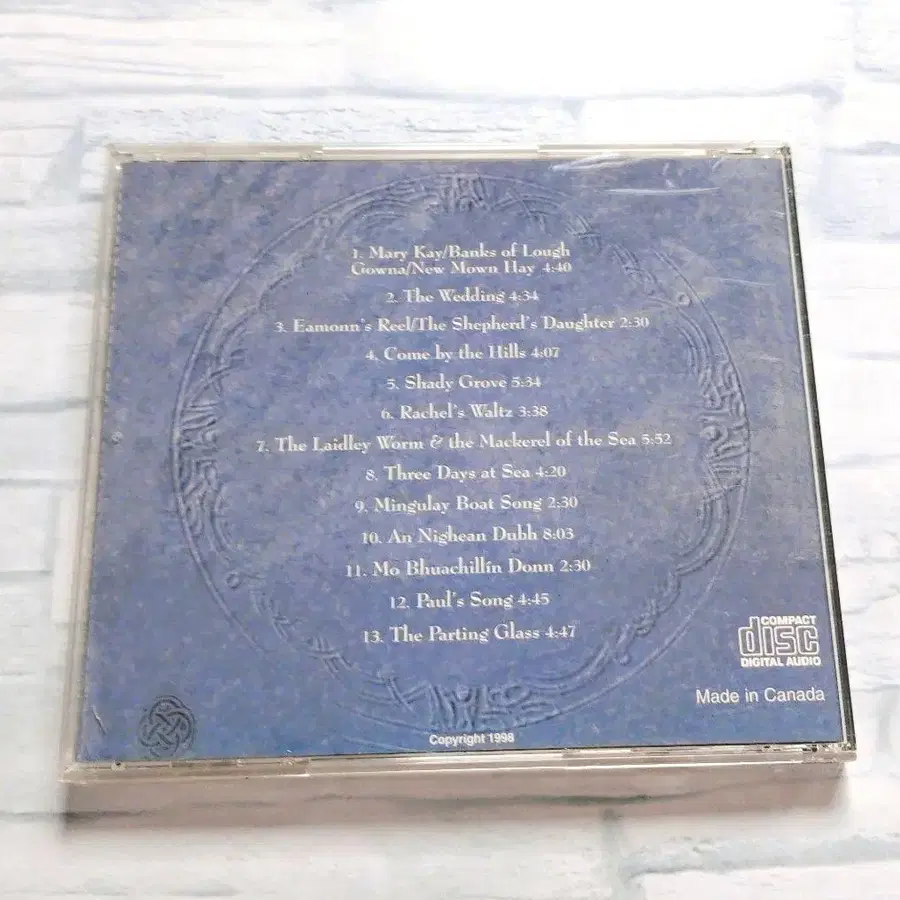 1. Mary Kay/Banks of Lough
Gowna/New Mown Hay 4:40
2. The Wedding 4:34
3. Eamonn's Reel/The Shepherd's Daughter 2:30
4. Come by the Hills 4:07
5. Shady Grove 5:34
6. Rachel's Waltz 3:38
7. The Laidley Worm & the Mackerel of the Sea 5:52
8. Three Days at Sea 4:20
9. Mingulay Boat Song 2:30
10. An Nighean Dubh 8:03
11. Mo Bhuachillín Donn 2:30
12. Paul's Song 4:45
13. The Parting Glass 4:47
COMPACT
disc
DIGITAL AUDIO
Made in Canada
Copyright 1998